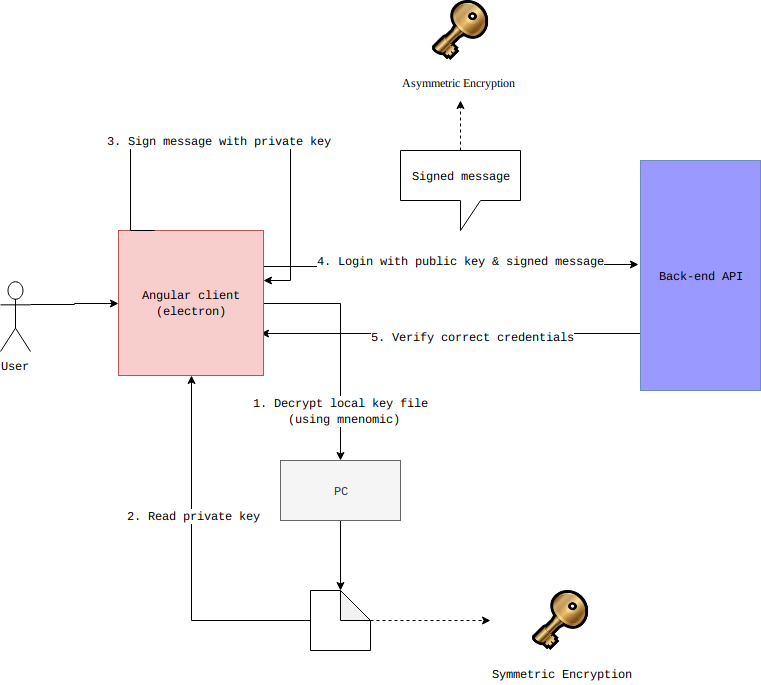 Asymmetric Encryption
3. Sign message with private key
Signed message
4. Login with public key & signed message
Back-end API
Angular client
(electron)
5. Verify correct credentials
User
1. Decrypt local key file
(using mnenomic)
PC
2. Read private key
Symmetric Encryption